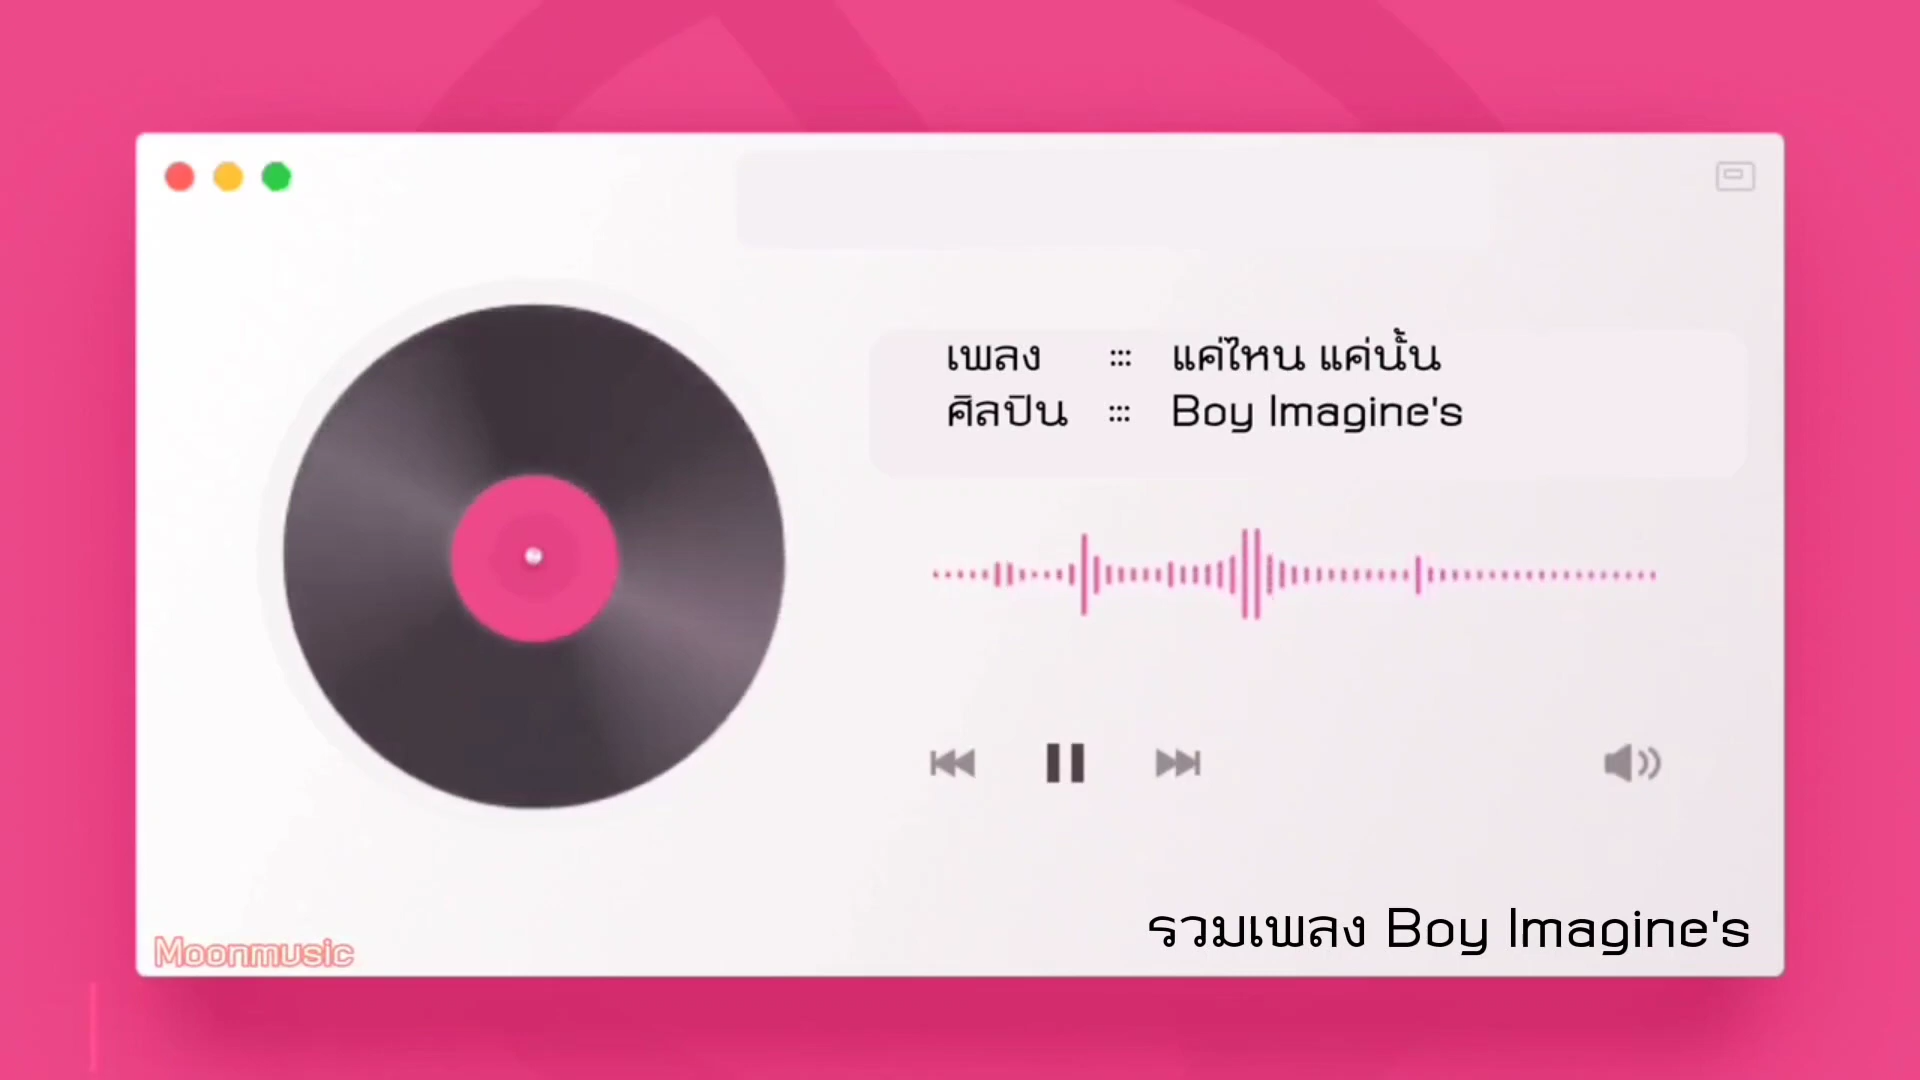 เพลง ::: แค่ไหน แค่นั้น
ศิลปิน ::: Boy Imagine's
รวมเพลง Boy Imagine's
Moonmusic